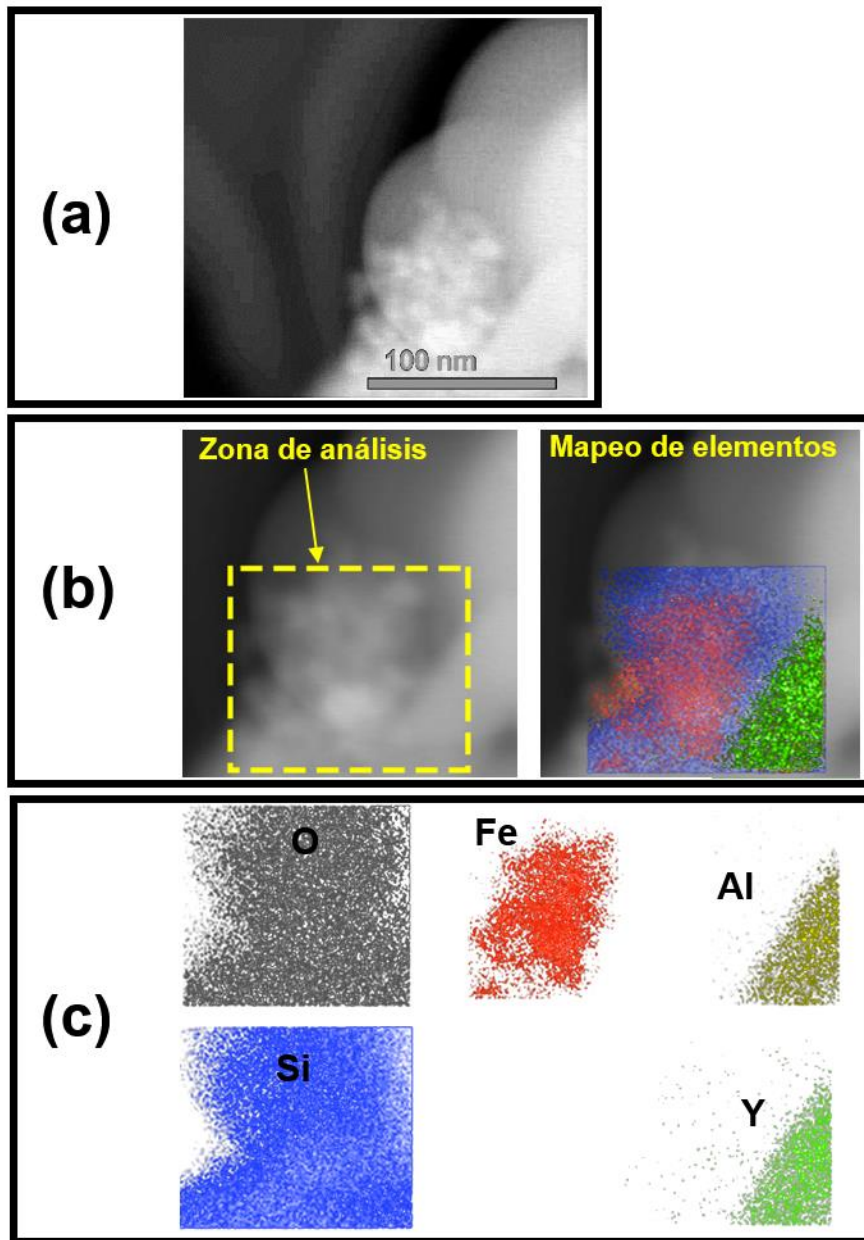 (a)
100 nm
(b)
Zona de análisis
Mapeo de elementos
(c)
O
Fe
Al
Si
Y